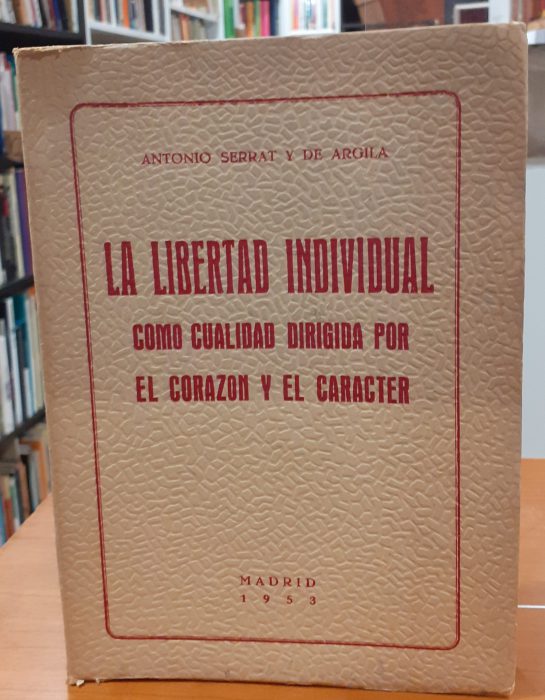 ANTONIO SERRAT Y DE ARGILA
LA LIBERTAD INDIVIDUAL
COMO CUALIDAD DIRIGIDA POR
EL CORAZON Y EL CARACTER
MADRID
1953